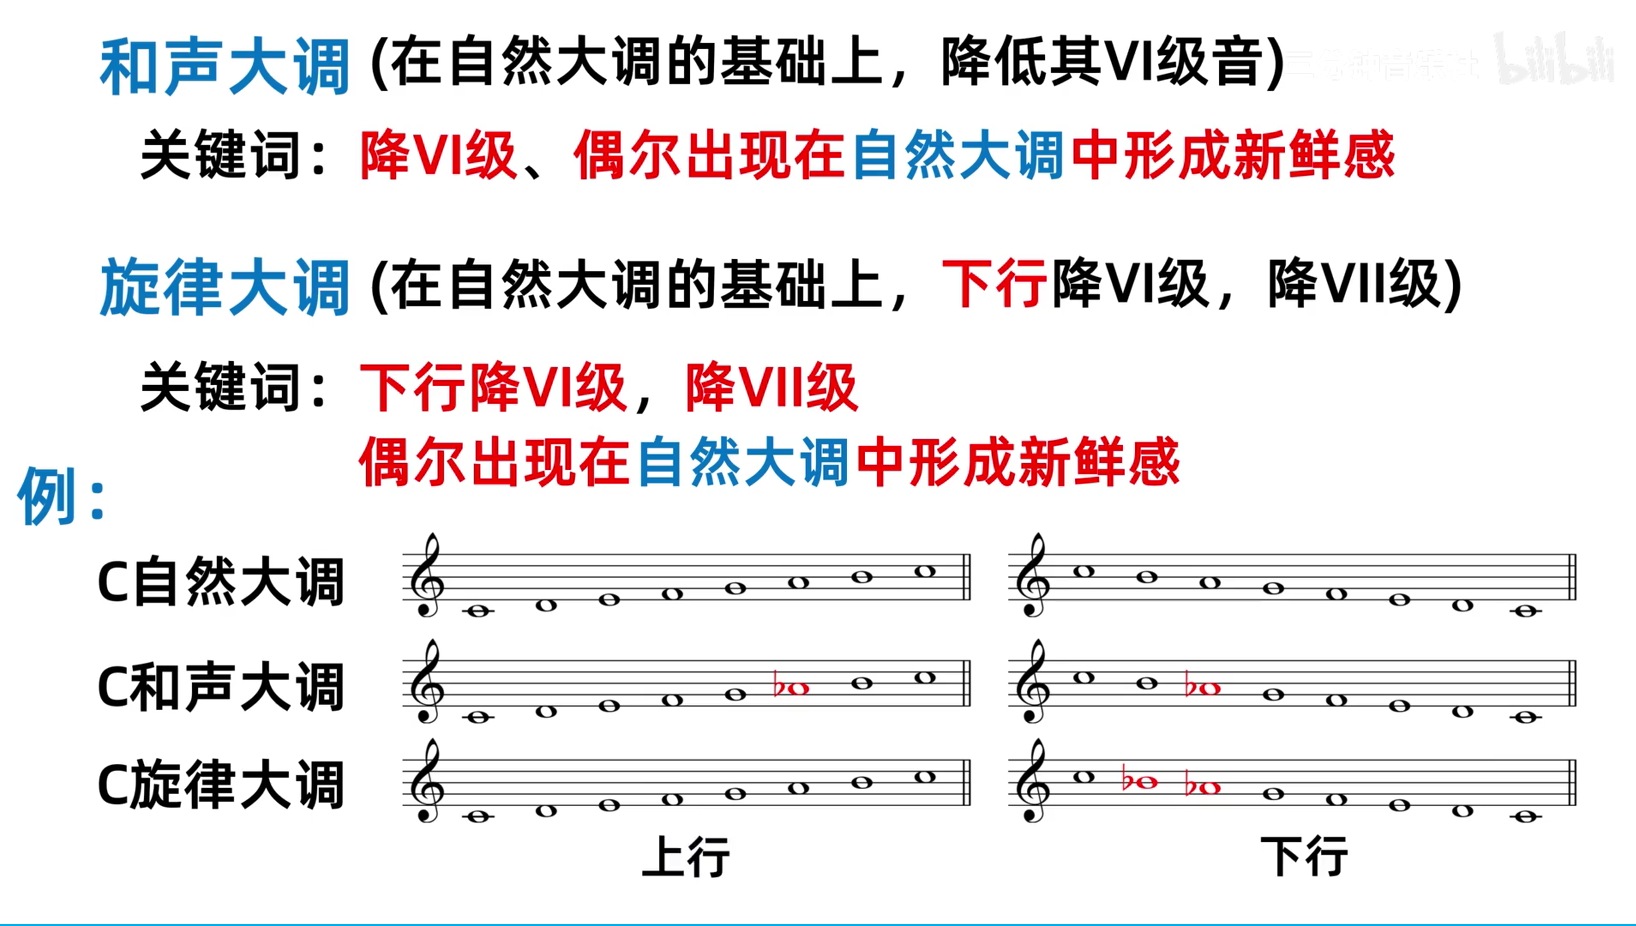 和声大调 (在自然大调的基础上，降低其VI级音)
bilibili
关键词：降VI级、偶尔出现在自然大调中形成新鲜感
旋律大调 (在自然大调的基础上，下行降VI级，降VII级)
关键词：下行降VI级，降VII级
偶尔出现在自然大调中形成新鲜感
例：
C自然大调
C和声大调
C旋律大调
上行
下行